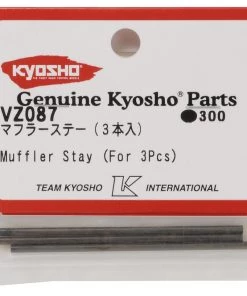 KYOSHO
Genuine Kyosho® Parts
VZ087 ●300
マフラーステー (3本入)
Muffler Stay (For 3Pcs)
TEAM KYOSHO K INTERNATIONAL